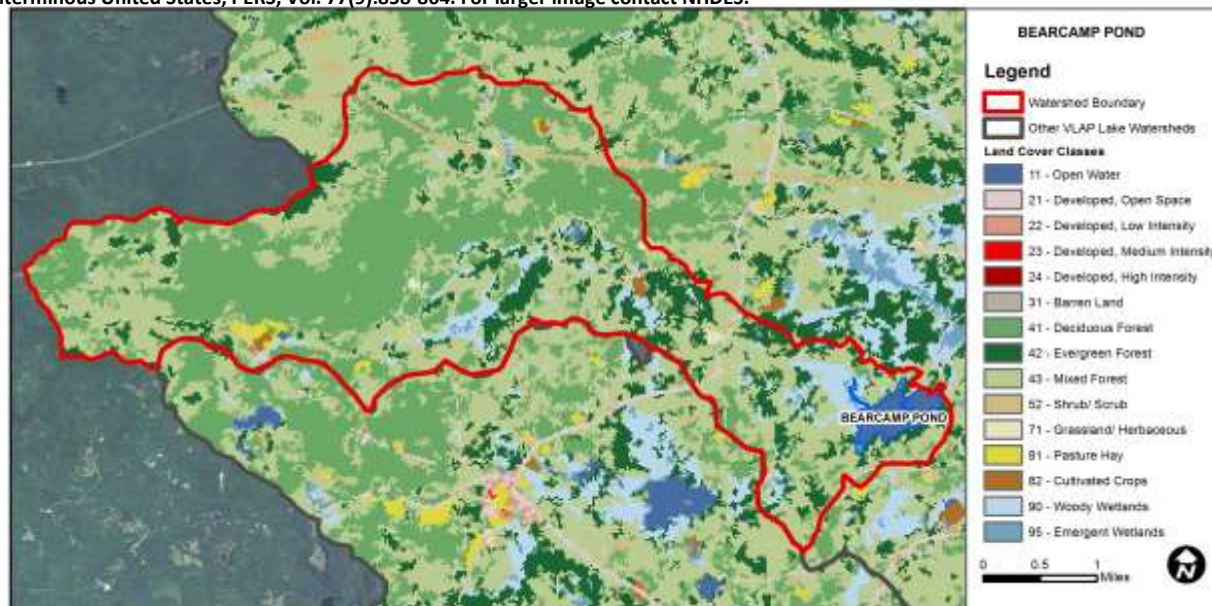 terminous United States, PERS, Vol. 77(9):858-864. For larger image contact NHDES.
BEARCAMP POND
Legend
Watershed Boundary
Other VLAP Lake Watersheds
Land Cover Classes
11 - Open Water
21 - Developed, Open Space
22 - Developed, Low Intensity
23 - Developed, Medium Intensity
24 - Developed, High Intensity
31 - Barren Land
41 - Deciduous Forest
42 - Evergreen Forest
43 - Mixed Forest
52 - Shrub/ Scrub
71 - Grassland/ Herbaceous
81 - Pasture Hay
82 - Cultivated Crops
90 - Woody Wetlands
95 - Emergent Wetlands
0 0.5 1
Miles
N
BEARCAMP POND